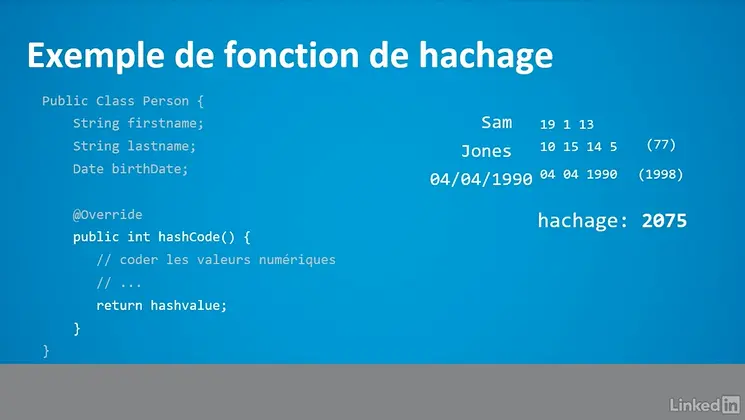 Exemple de fonction de hachage
Public Class Person {
String firstname;
String lastname;
Date birthDate;
@Override
public int hashCode() {
// coder les valeurs numériques
// ...
return hashvalue;
}
}
Sam 19 1 13
Jones 10 15 14 5 (77)
04/04/1990 04 04 1990 (1998)
hachage: 2075
LinkedIn